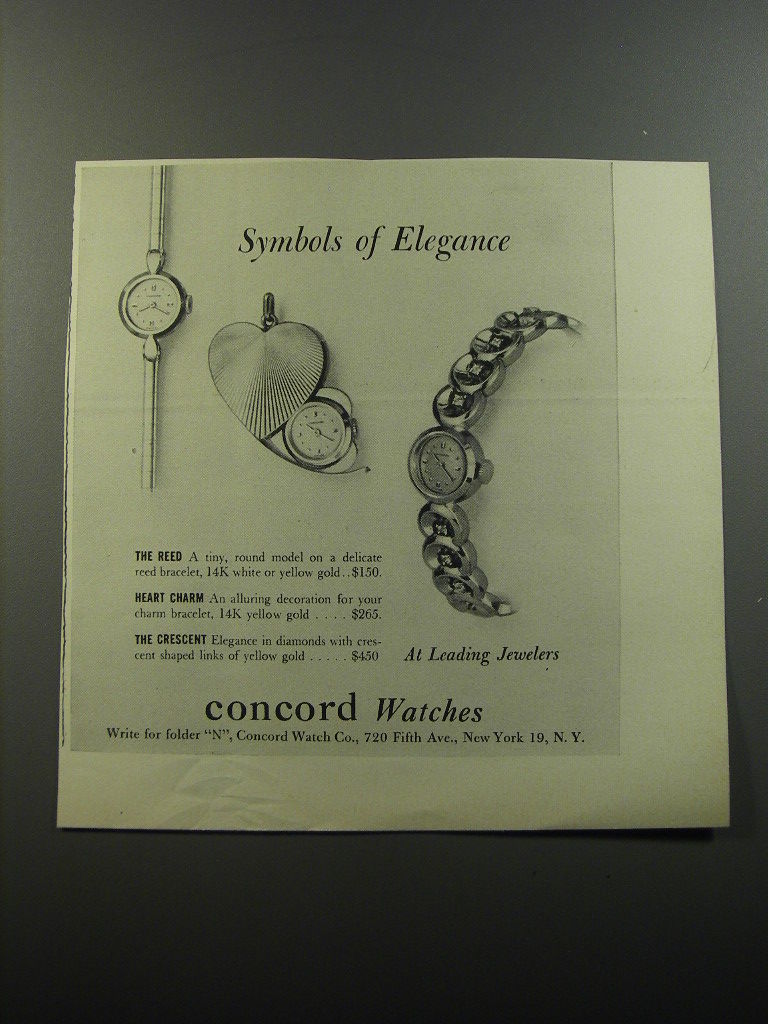 Symbols of Elegance
THE REED A tiny, round model on a delicate
reed bracelet, 14K white or yellow gold . . $150.
HEART CHARM An alluring decoration for your
charm bracelet, 14K yellow gold . . . . $265.
THE CRESCENT Elegance in diamonds with cres-
cent shaped links of yellow gold . . . . . $450
At Leading Jewelers
concord Watches
Write for folder "N", Concord Watch Co., 720 Fifth Ave., New York 19, N. Y.